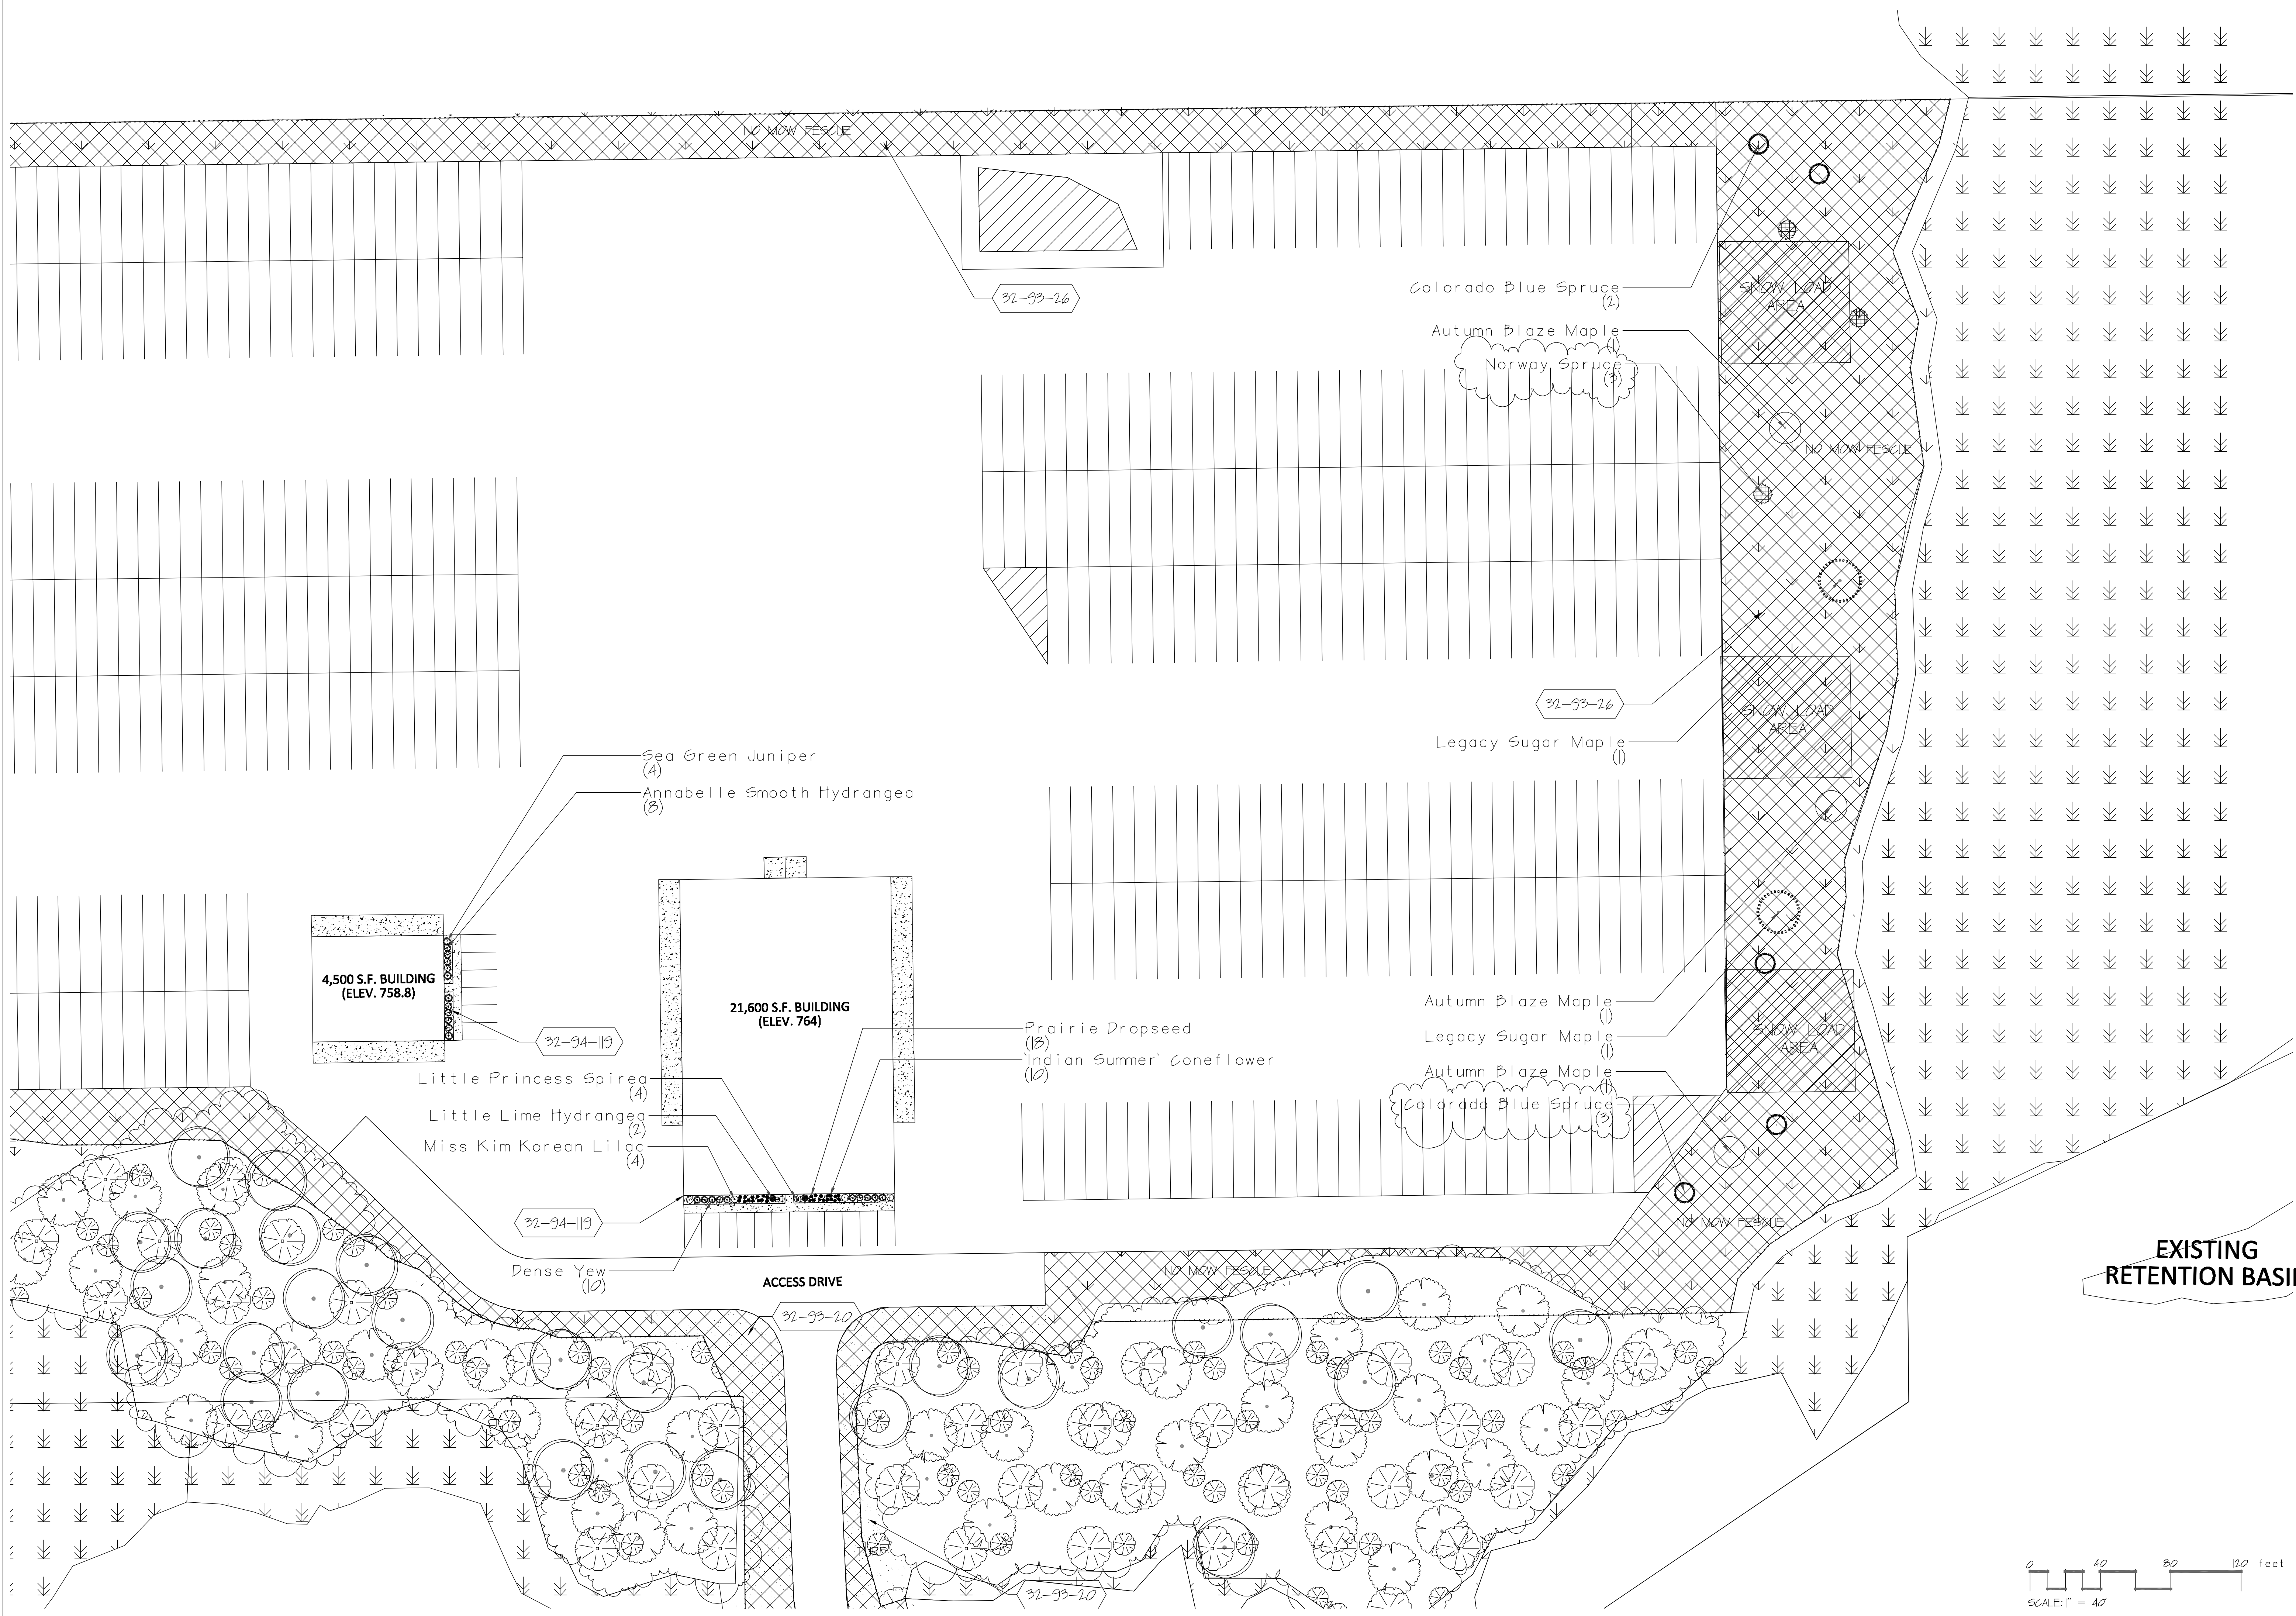 NO MOW FESCUE
32-93-26
Colorado Blue Spruce
(2)
SNOW LOAD
AREA
Autumn Blaze Maple
(1)
Norway Spruce
(3)
NO MOW FESCUE
32-93-26
SNOW LOAD
AREA
Legacy Sugar Maple
(1)
Sea Green Juniper
(4)
Annabelle Smooth Hydrangea
(8)
4,500 S.F. BUILDING
(ELEV. 758.8)
21,600 S.F. BUILDING
(ELEV. 764)
32-94-119
Prairie Dropseed
(18)
'Indian Summer' Coneflower
(10)
Autumn Blaze Maple
(1)
Legacy Sugar Maple
(1)
SNOW LOAD
AREA
Autumn Blaze Maple
(1)
Colorado Blue Spruce
(3)
Little Princess Spirea
(4)
Little Lime Hydrangea
(2)
Miss Kim Korean Lilac
(4)
32-94-119
NO MOW FESCUE
Dense Yew
(10)
ACCESS DRIVE
NO MOW FESCUE
EXISTING
RETENTION BASI
32-93-20
32-93-20
0 40 80 120 feet
SCALE: 1" = 40'